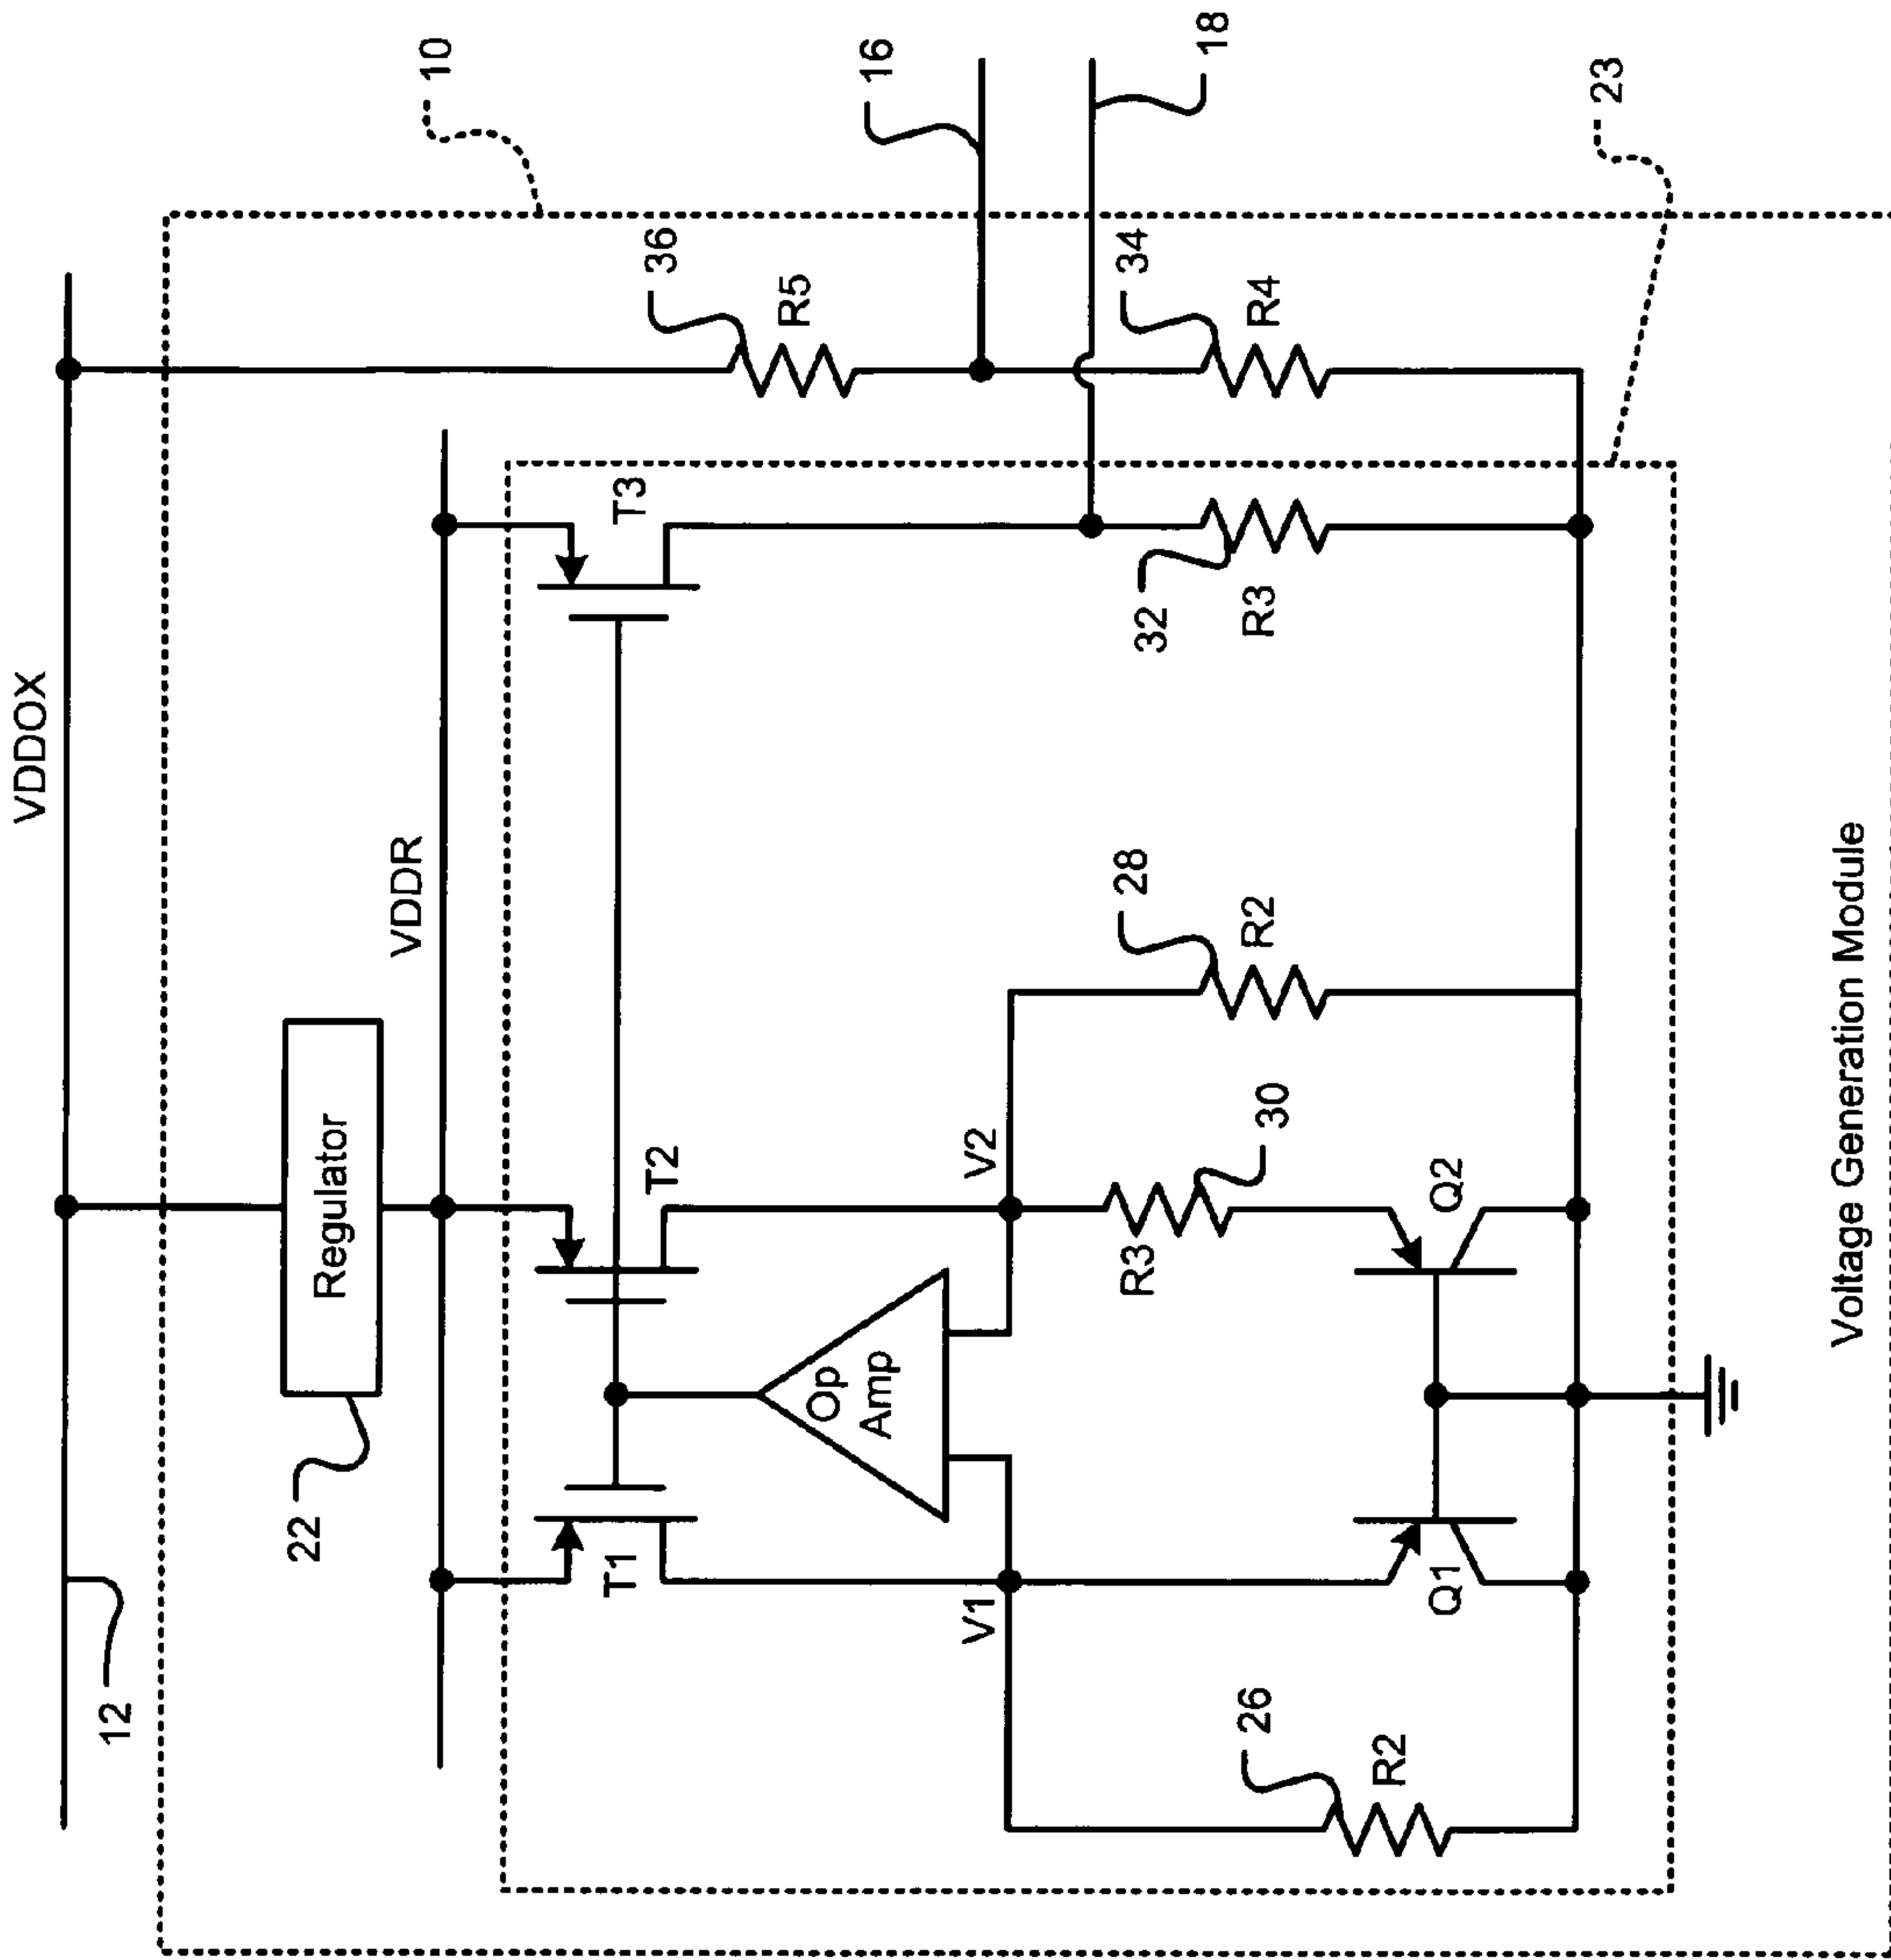 VDDOX
12
10
22
Regulator
VDDR
T1
T2
T3
36
R5
Op
Amp
16
V1
V2
R3
28
32
34
18
26
30
R2
R3
R4
R2
Q1
Q2
23
Voltage Generation Module